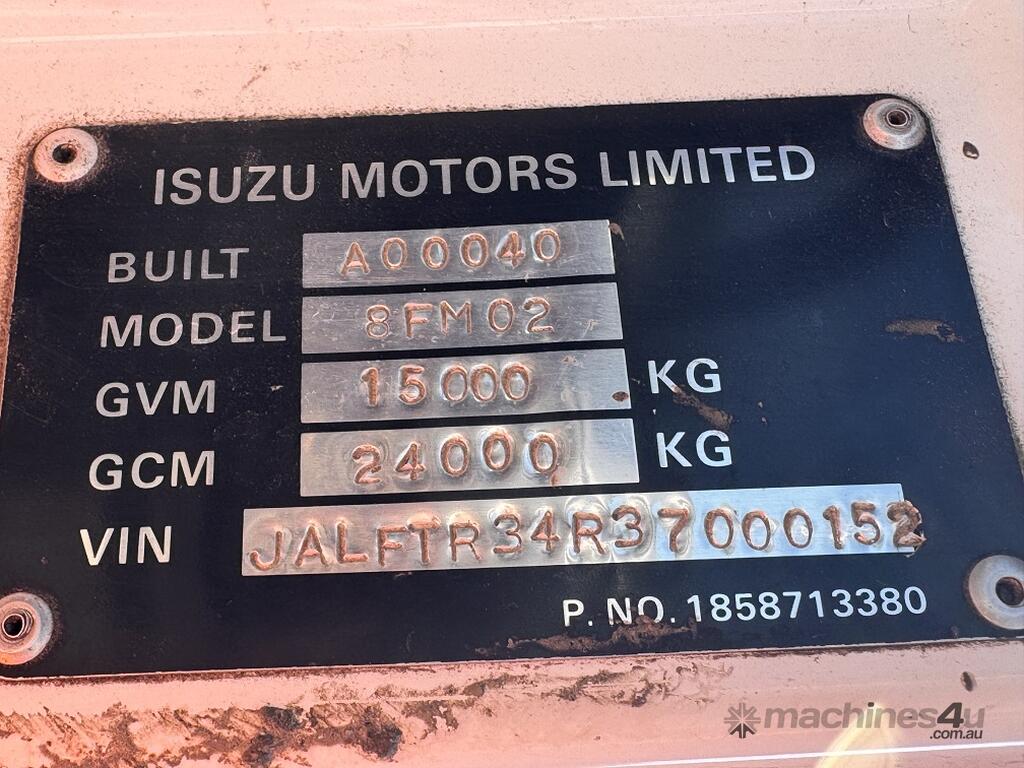 ISUZU MOTORS LIMITED
BUILT A00040
MODEL 8FM02
GVM 15000 KG
GCM 24000 KG
VIN JALFTR34R37000152
P. NO. 1858713380
machines4u
.com.au